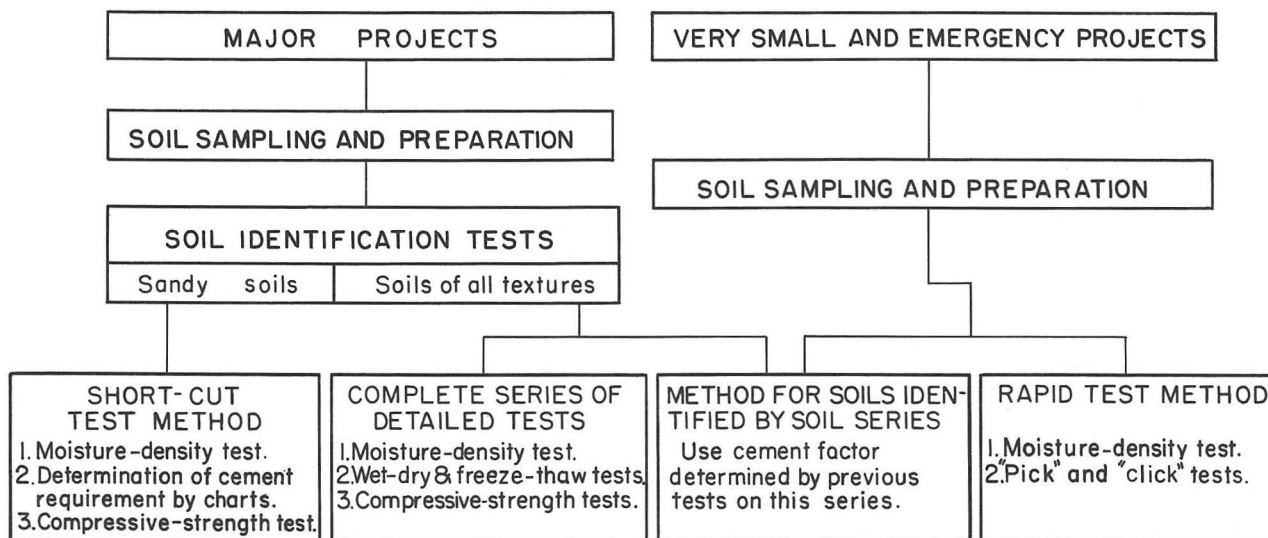 MAJOR PROJECTS
VERY SMALL AND EMERGENCY PROJECTS
SOIL SAMPLING AND PREPARATION
SOIL SAMPLING AND PREPARATION
SOIL IDENTIFICATION TESTS
Sandy soils
Soils of all textures
SHORT-CUT
TEST METHOD
1. Moisture-density test.
2. Determination of cement
requirement by charts.
3. Compressive-strength test.
COMPLETE SERIES OF
DETAILED TESTS
1. Moisture-density test.
2. Wet-dry & freeze-thaw tests.
3. Compressive-strength tests.
METHOD FOR SOILS IDEN-
TIFIED BY SOIL SERIES
Use cement factor
determined by previous
tests on this series.
RAPID TEST METHOD
1. Moisture-density test.
2. "Pick" and "click" tests.